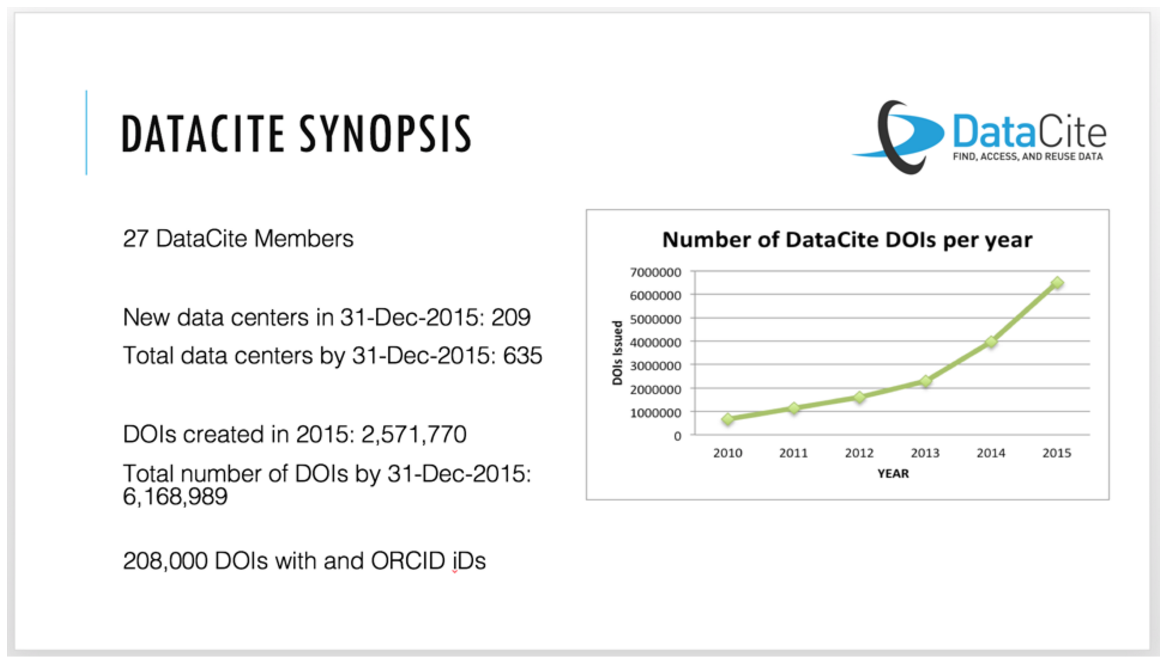 DATACITE SYNOPSIS
DataCite
FIND, ACCESS, AND REUSE DATA
27 DataCite Members
New data centers in 31-Dec-2015: 209
Total data centers by 31-Dec-2015: 635
DOIs created in 2015: 2,571,770
Total number of DOIs by 31-Dec-2015:
6,168,989
208,000 DOIs with and ORCID iDs
Number of DataCite DOIs per year
7000000
6000000
5000000
4000000
3000000
2000000
1000000
0
DOIs Issued
2010 2011 2012 2013 2014 2015
YEAR